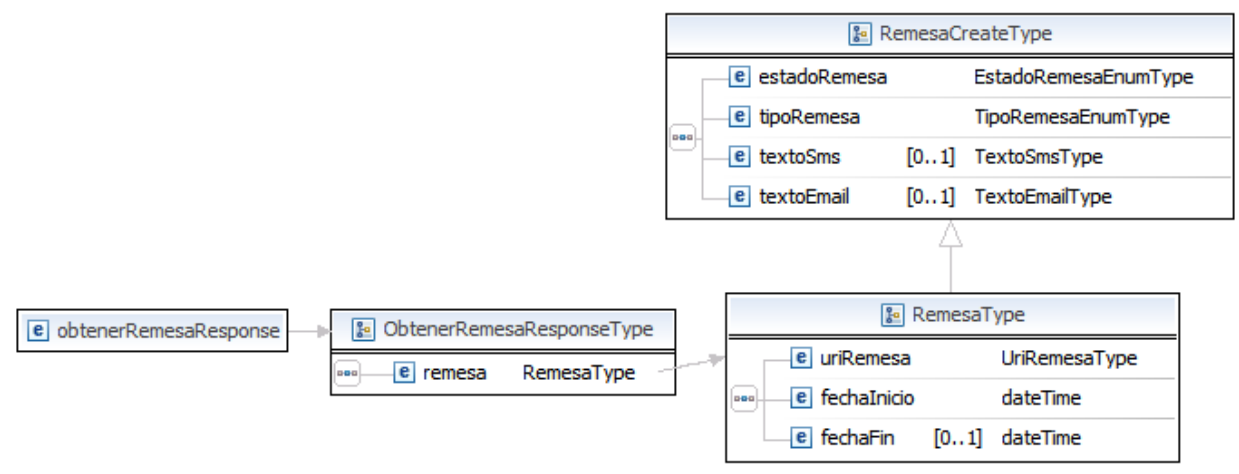 RemesaCreateType
estadoRemesa EstadoRemesaEnumType
tipoRemesa TipoRemesaEnumType
textoSms [0..1] TextoSmsType
textoEmail [0..1] TextoEmailType
obtenerRemesaResponse
ObtenerRemesaResponseType
remesa RemesaType
RemesaType
uriRemesa UriRemesaType
fechaInicio dateTime
fechaFin [0..1] dateTime